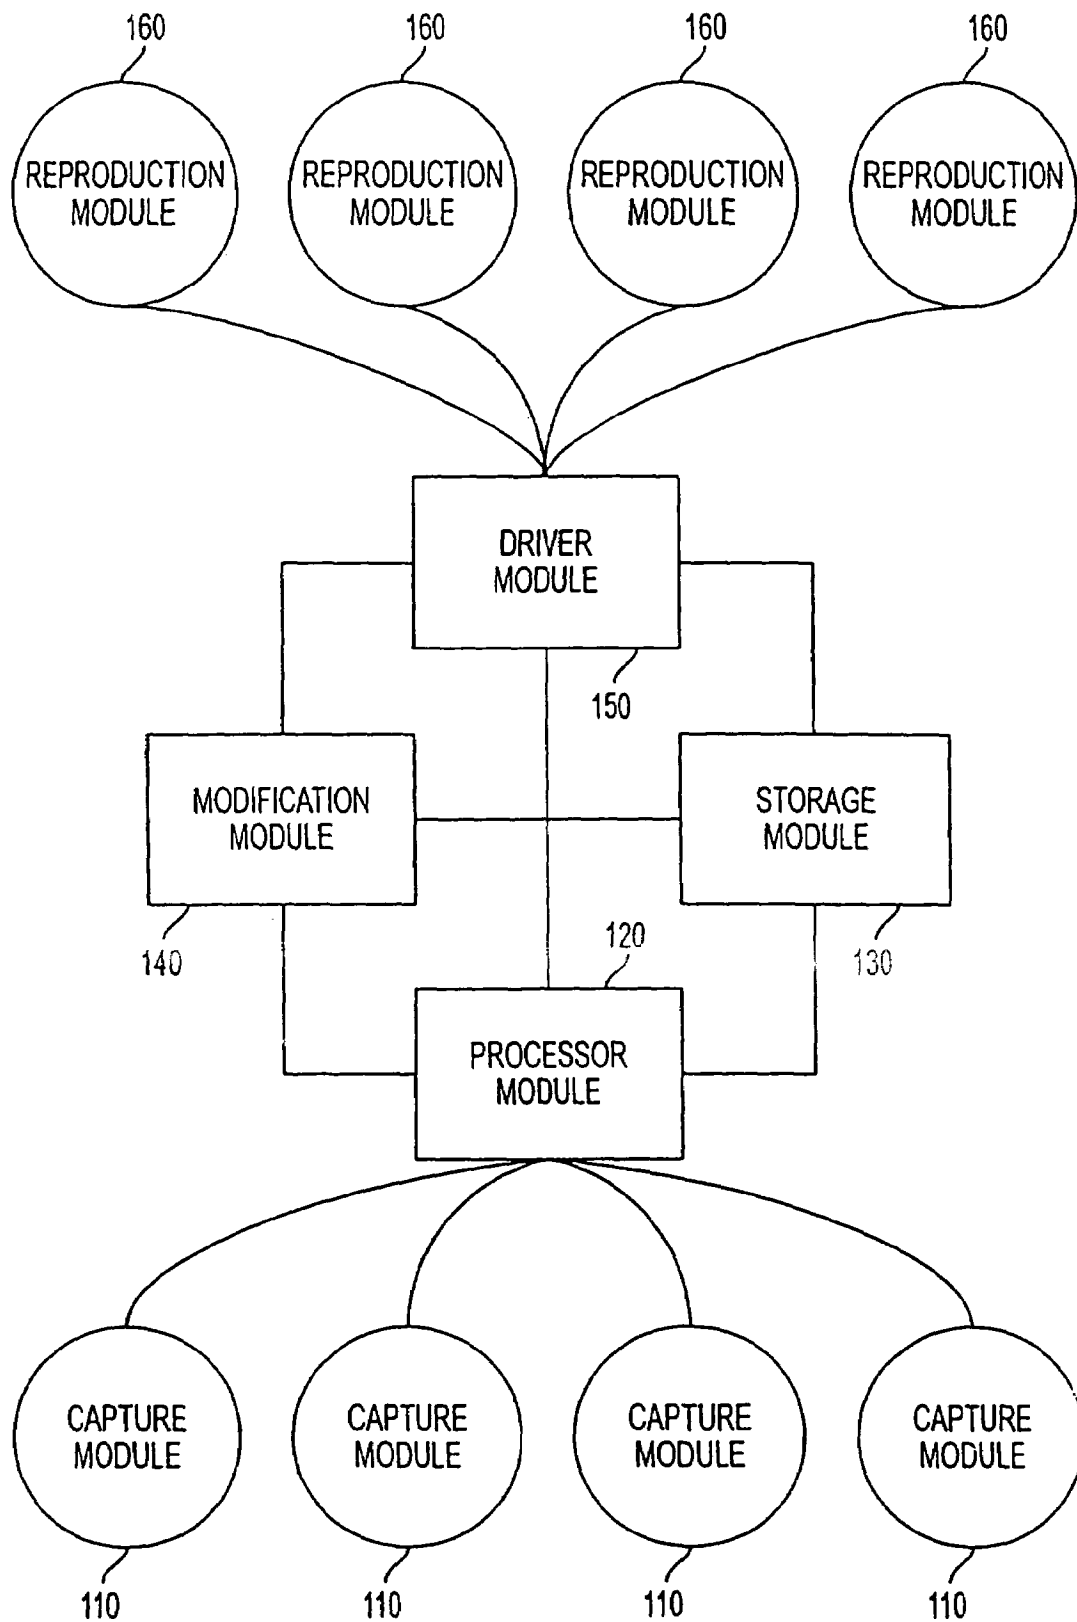 160 160 160 160
REPRODUCTION MODULE
REPRODUCTION MODULE
REPRODUCTION MODULE
REPRODUCTION MODULE
DRIVER
MODULE
150
MODIFICATION
MODULE
STORAGE
MODULE
140
120
130
PROCESSOR
MODULE
CAPTURE
MODULE
CAPTURE
MODULE
CAPTURE
MODULE
CAPTURE
MODULE
110 110 110 110